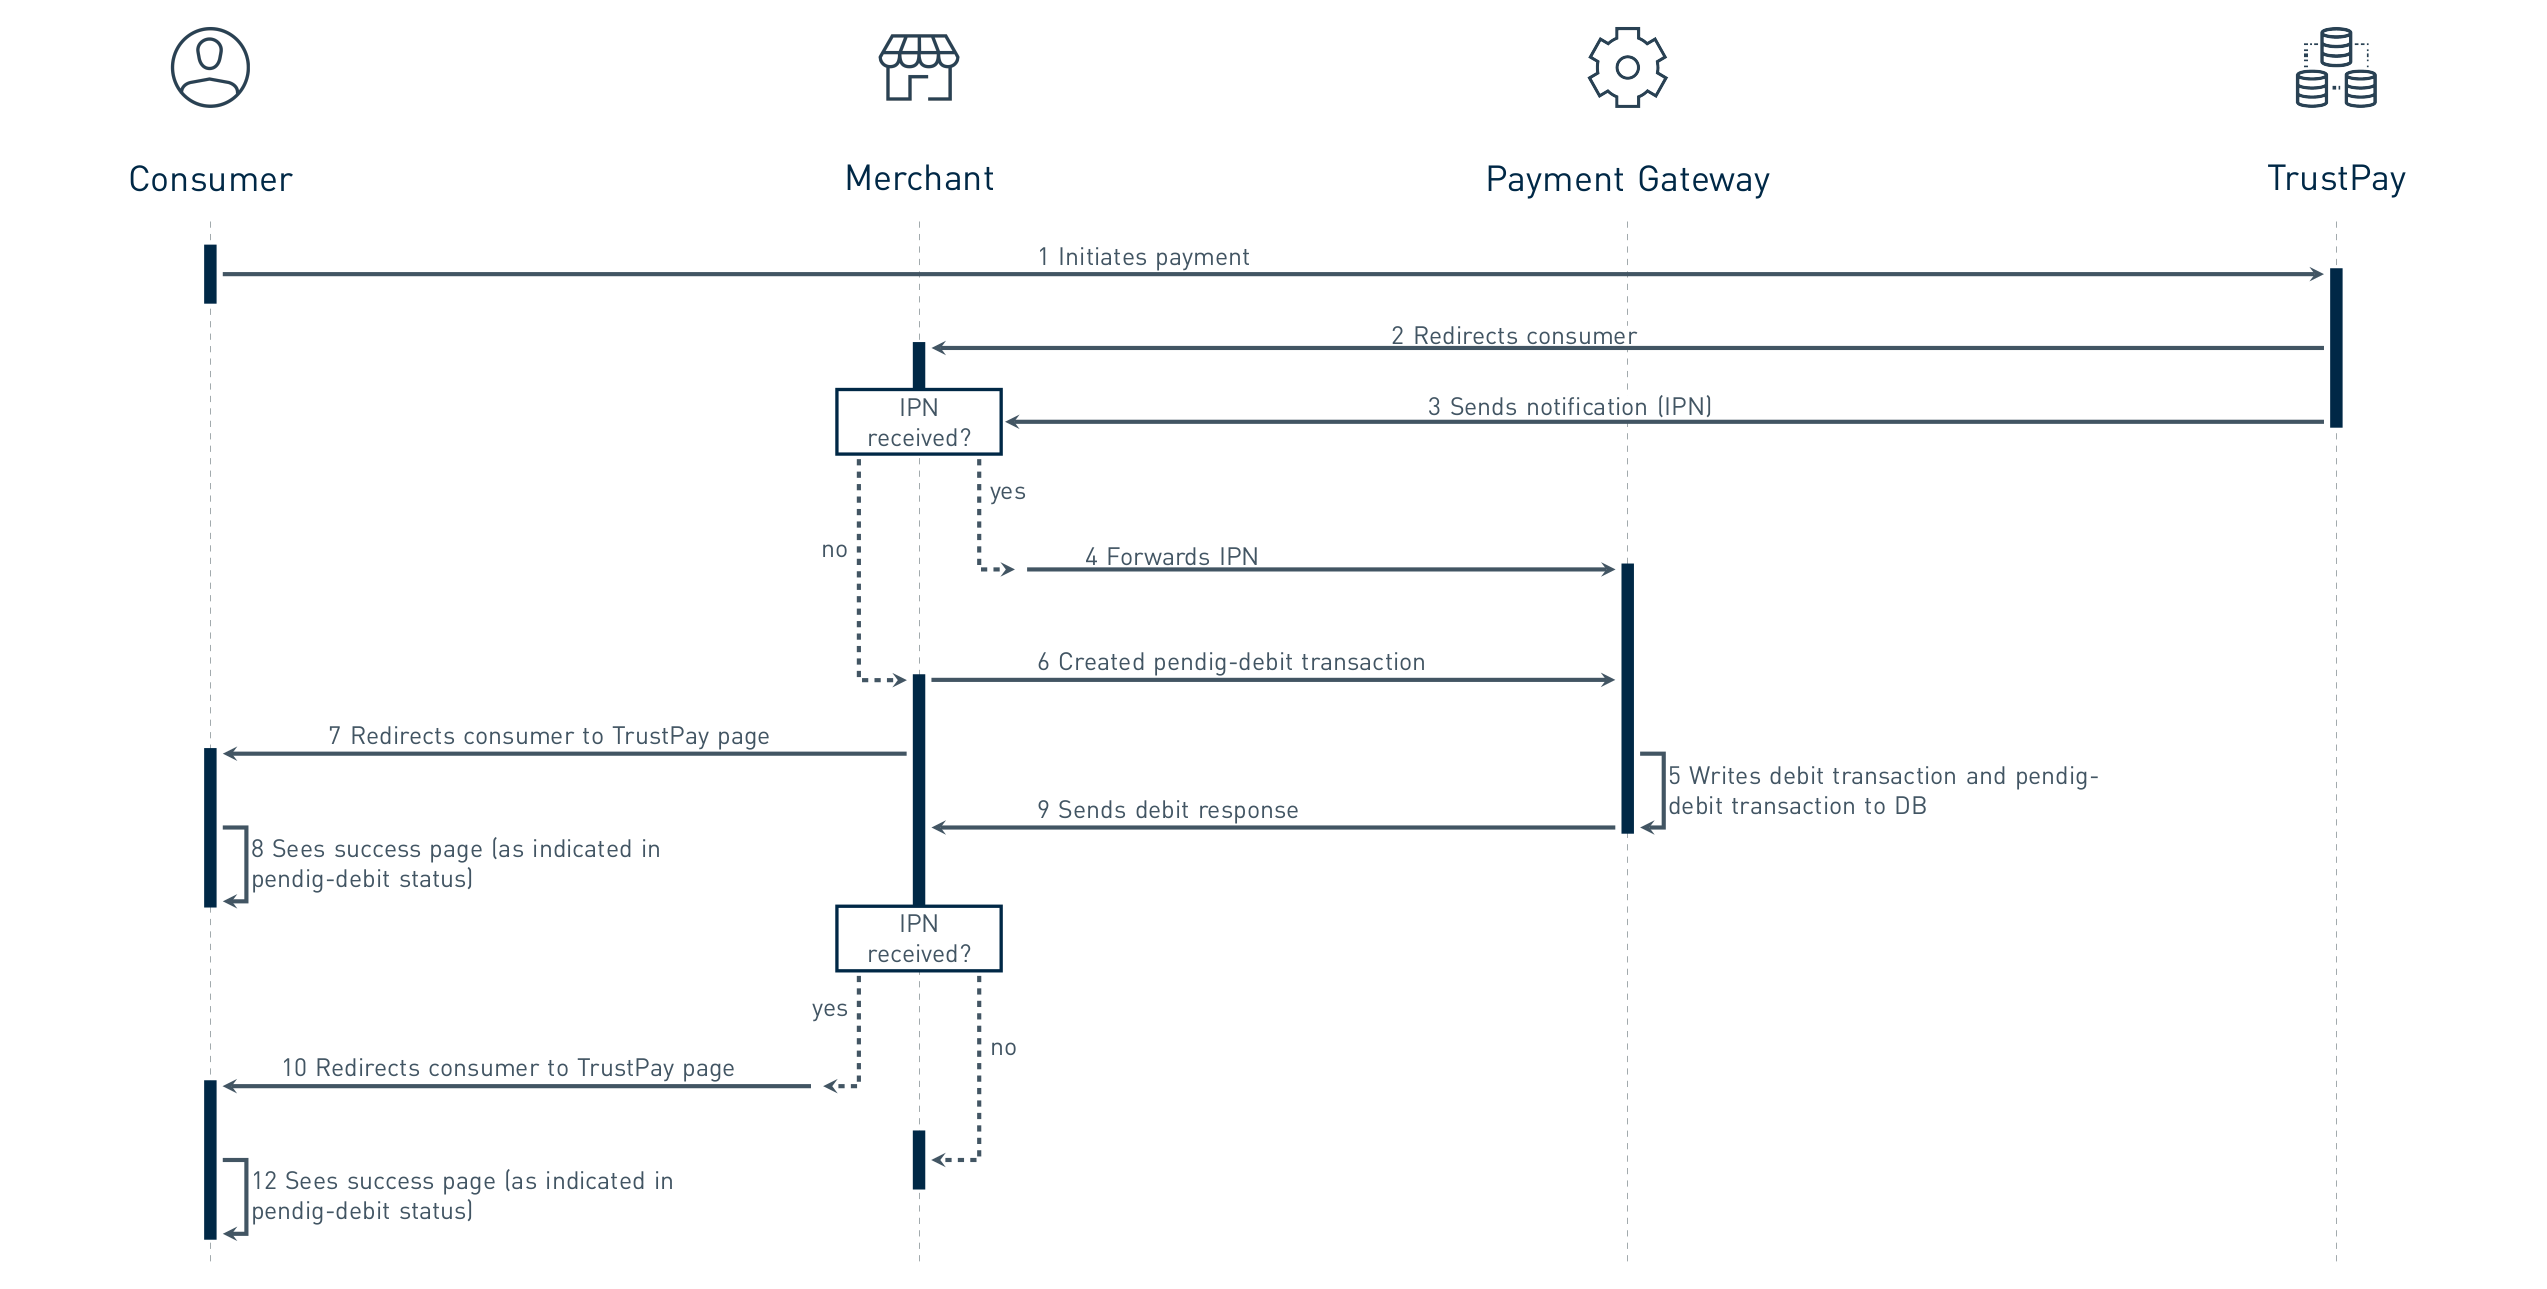 Consumer
Merchant
Payment Gateway
TrustPay
1 Initiates payment
2 Redirects consumer
IPN
received?
3 Sends notification (IPN)
yes
no
4 Forwards IPN
6 Created pendig-debit transaction
7 Redirects consumer to TrustPay page
5 Writes debit transaction and pendig-
debit transaction to DB
9 Sends debit response
8 Sees success page (as indicated in
pendig-debit status)
IPN
received?
yes
no
10 Redirects consumer to TrustPay page
12 Sees success page (as indicated in
pendig-debit status)